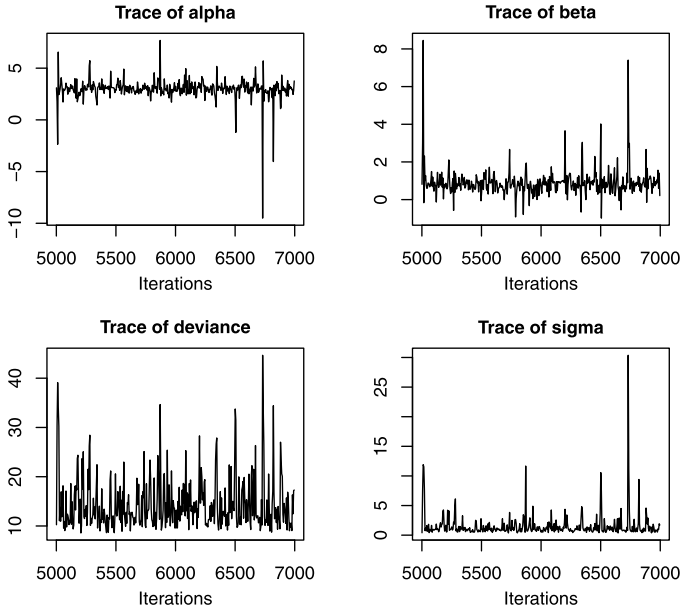 Trace of alpha
5
0
−5
−10
5000 5500 6000 6500 7000
Iterations
Trace of beta
8
6
4
2
0
5000 5500 6000 6500 7000
Iterations
Trace of deviance
40
30
20
10
5000 5500 6000 6500 7000
Iterations
Trace of sigma
25
15
5
0
5000 5500 6000 6500 7000
Iterations